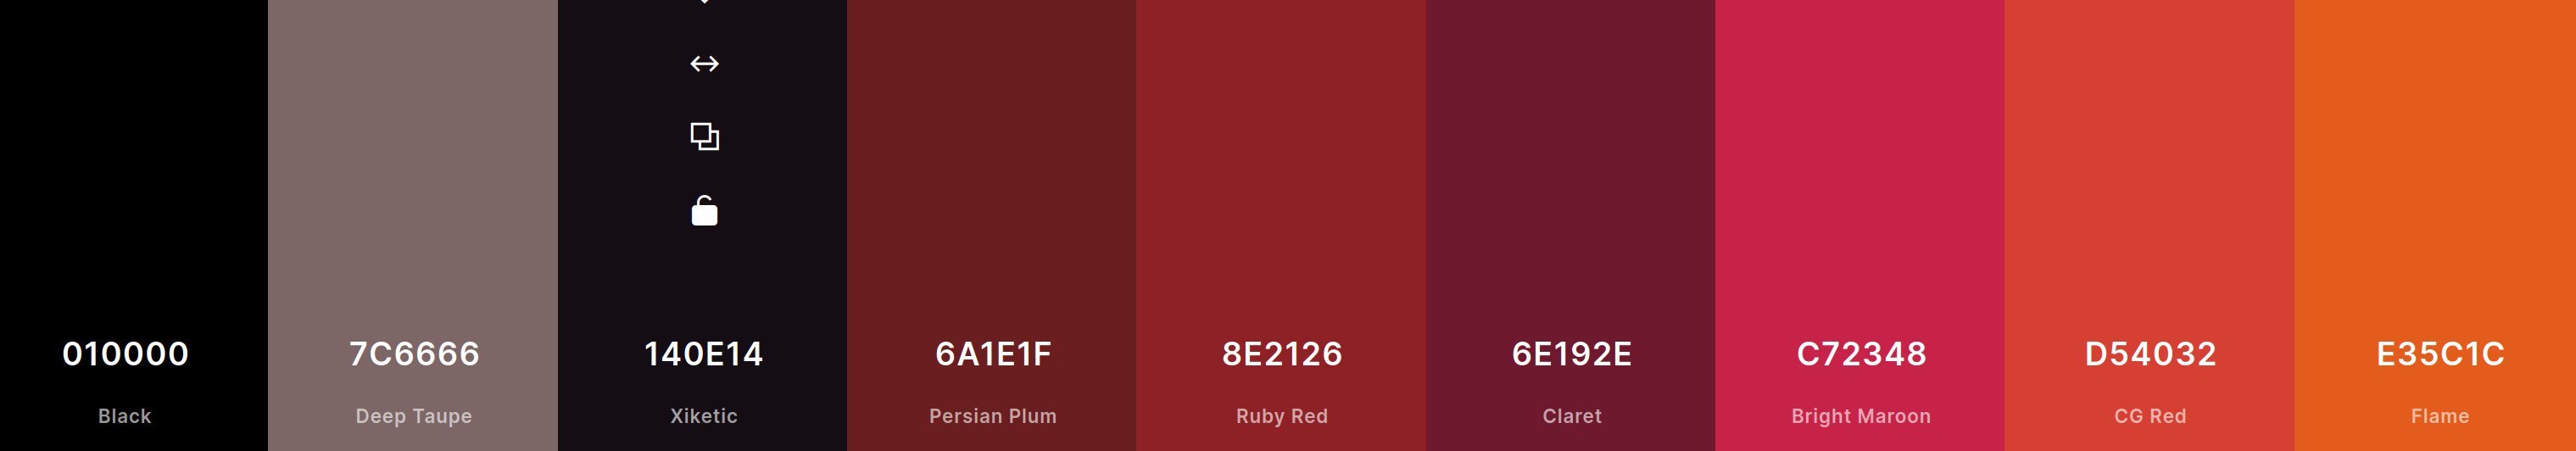 010000
7C6666
140E14
6A1E1F
8E2126
6E192E
C72348
D54032
E35C1C
Black
Deep Taupe
Xiketic
Persian Plum
Ruby Red
Claret
Bright Maroon
CG Red
Flame